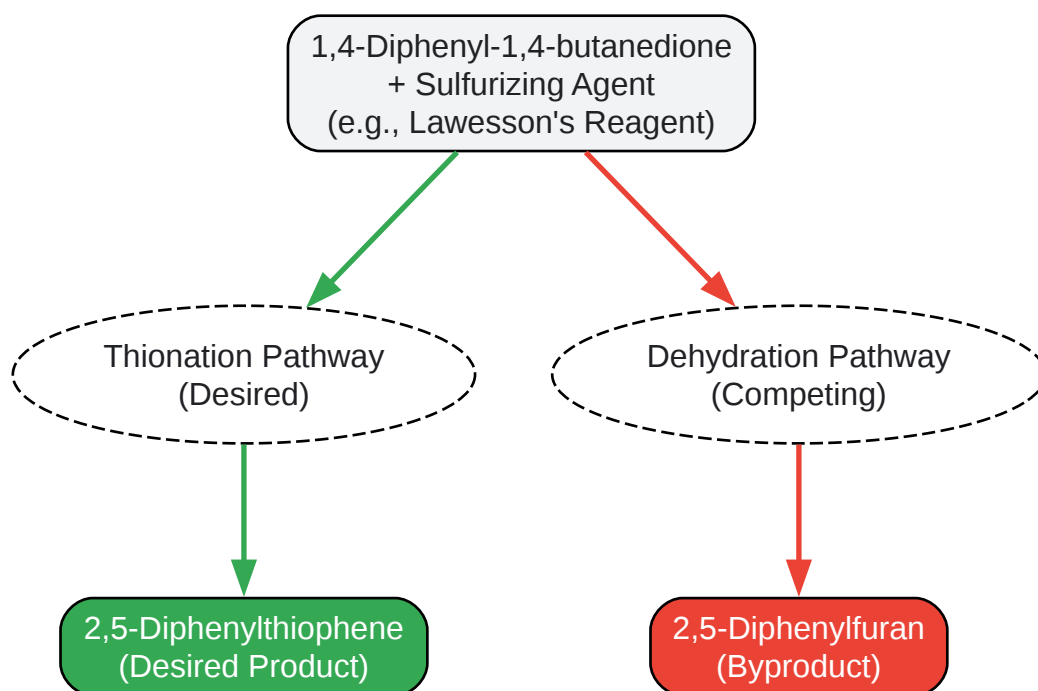 1,4-Diphenyl-1,4-butanedione
+ Sulfurizing Agent
(e.g., Lawesson's Reagent)
Thionation Pathway
(Desired)
Dehydration Pathway
(Competing)
2,5-Diphenylthiophene
(Desired Product)
2,5-Diphenylfuran
(Byproduct)